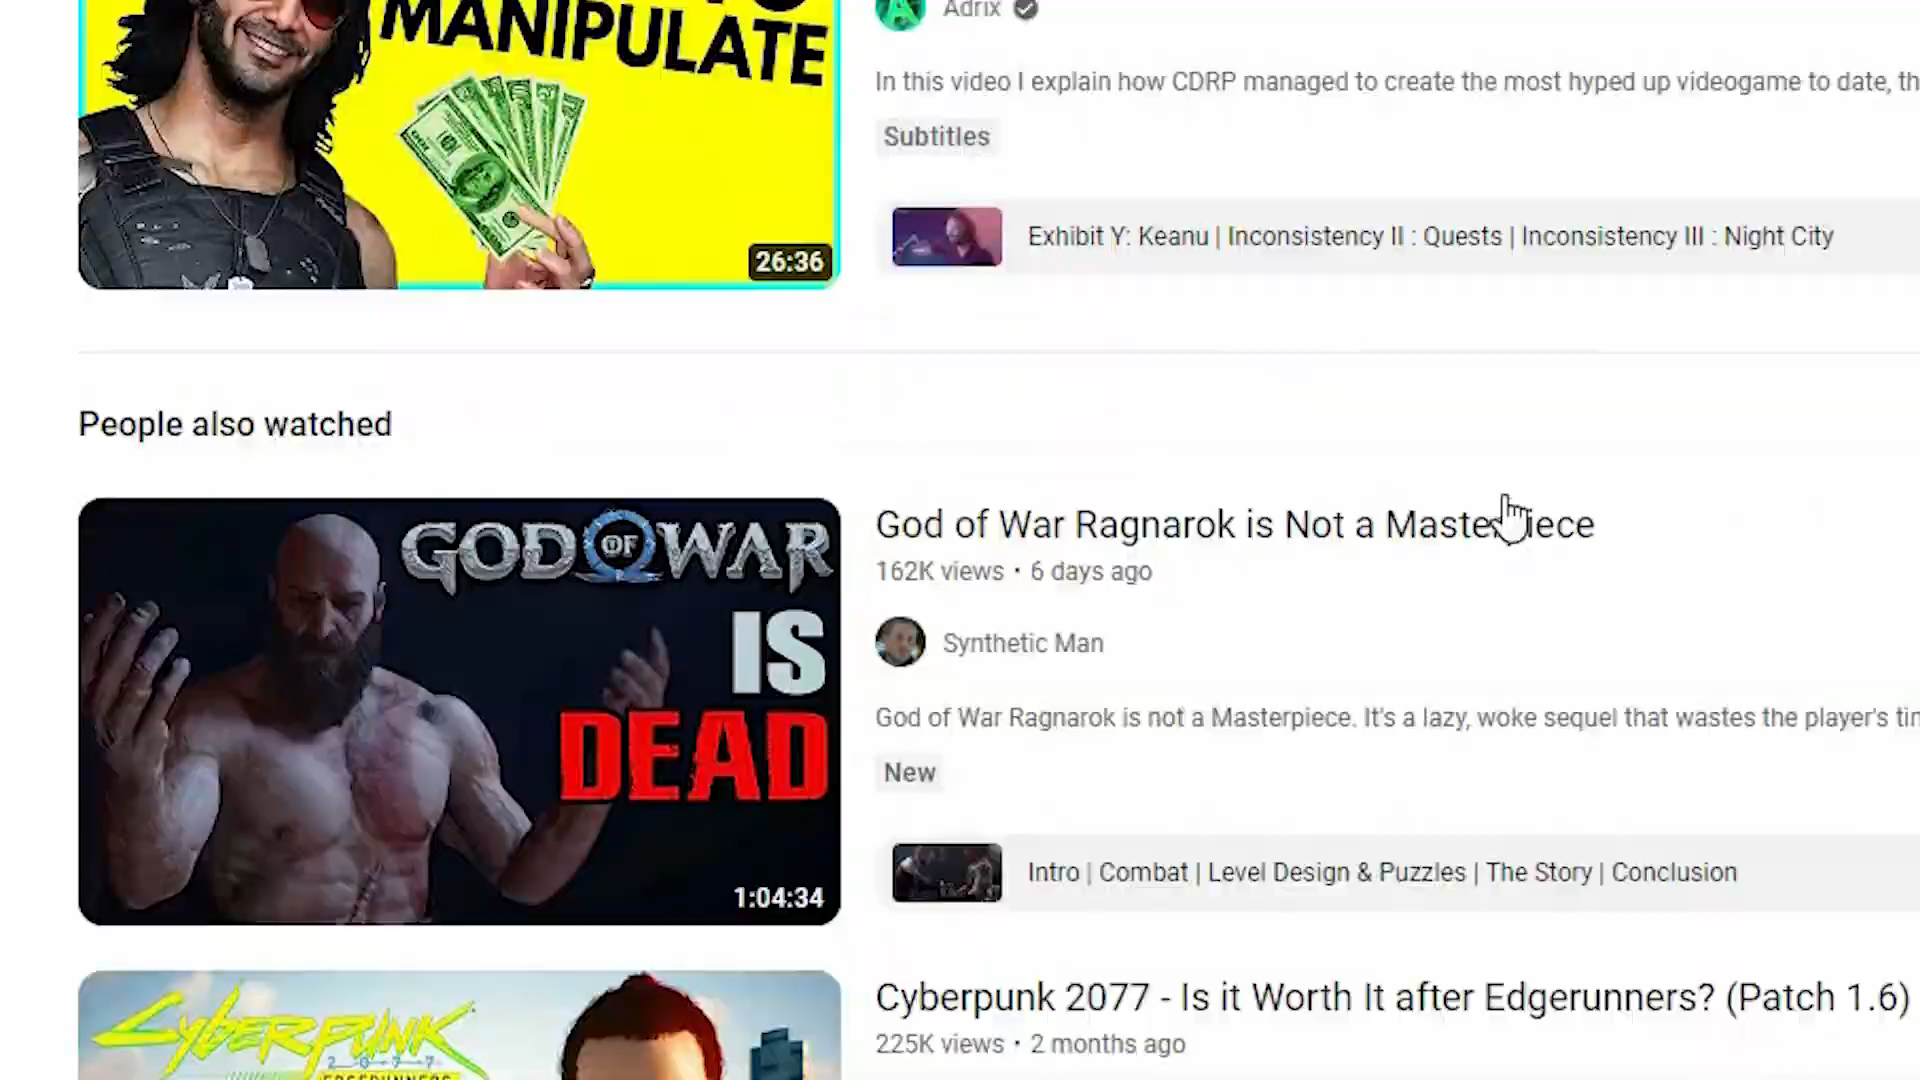 MANIPULATE
Adrix
In this video I explain how CDRP managed to create the most hyped up videogame to date, th
Subtitles
Exhibit Y: Keanu | Inconsistency II : Quests | Inconsistency III : Night City
26:36
People also watched
GOD OF WAR
IS
DEAD
1:04:34
God of War Ragnarok is Not a Masterpiece
162K views • 6 days ago
Synthetic Man
God of War Ragnarok is not a Masterpiece. It's a lazy, woke sequel that wastes the player's tin
New
Intro | Combat | Level Design & Puzzles | The Story | Conclusion
CYBERPUNK
2077
Cyberpunk 2077 - Is it Worth It after Edgerunners? (Patch 1.6)
225K views • 2 months ago